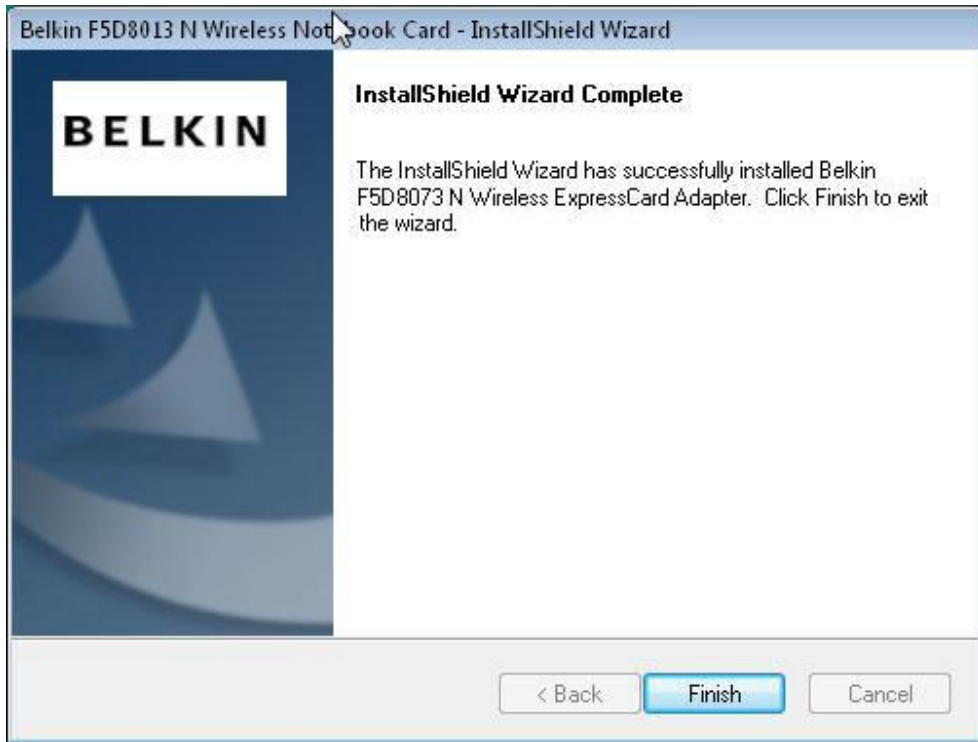 Belkin F5D8013 N Wireless Notebook Card - InstallShield Wizard
BELKIN
InstallShield Wizard Complete
The InstallShield Wizard has successfully installed Belkin
F5D8073 N Wireless ExpressCard Adapter. Click Finish to exit
the wizard.
< Back
Finish
Cancel